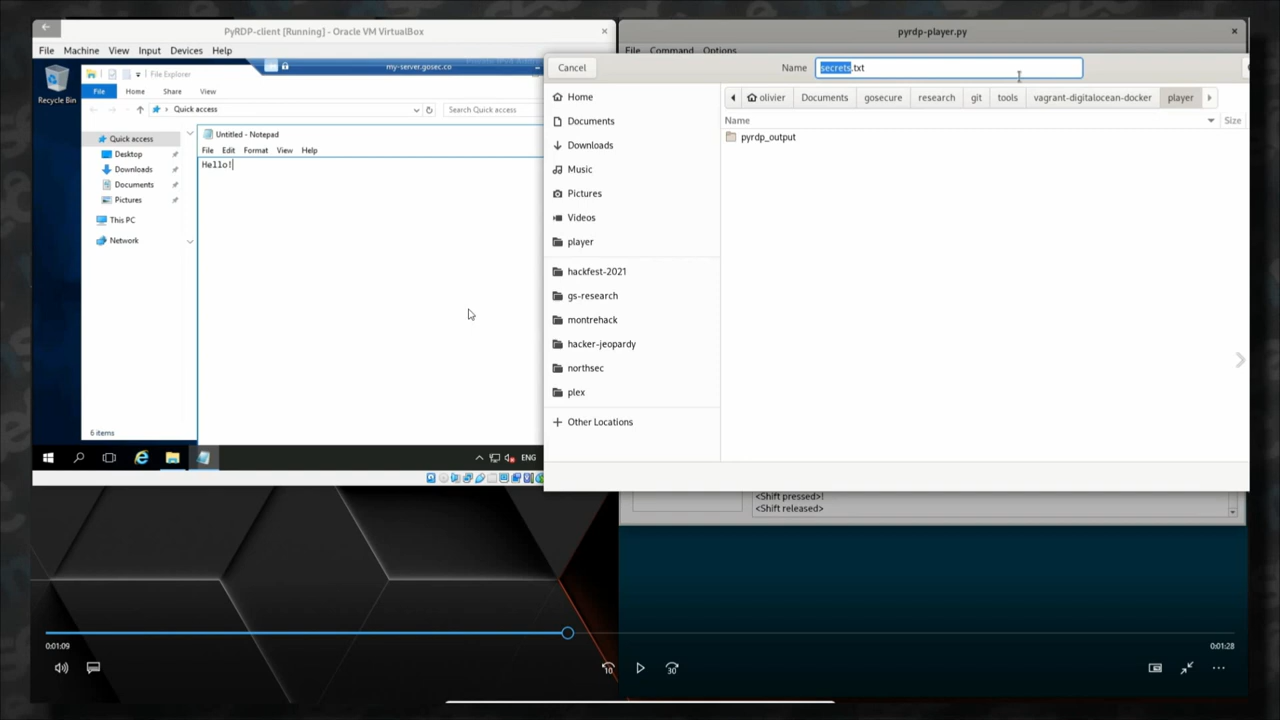 PyRDP-client [Running] - Oracle VM VirtualBox
File Machine View Input Devices Help
Recycle Bin
File Explorer
my-server.gosec.co
File Home Share View
Quick access
Search Quick access
Quick access
Desktop
Downloads
Documents
Pictures
This PC
Network
6 items
Untitled - Notepad
File Edit Format View Help
Hello!
ENG
pyrdp-player.py
File Command Options
Cancel
Name secrets.txt
Home
Documents
Downloads
Music
Pictures
Videos
player
hackfest-2021
gs-research
montrehack
hacker-jeopardy
northsec
plex
+ Other Locations
olivier Documents gosecure research git tools vagrant-digitalocean-docker player
Name Size
pyrdp_output
<Shift pressed>!
<Shift released>
0:01:09
0:01:28
10
30